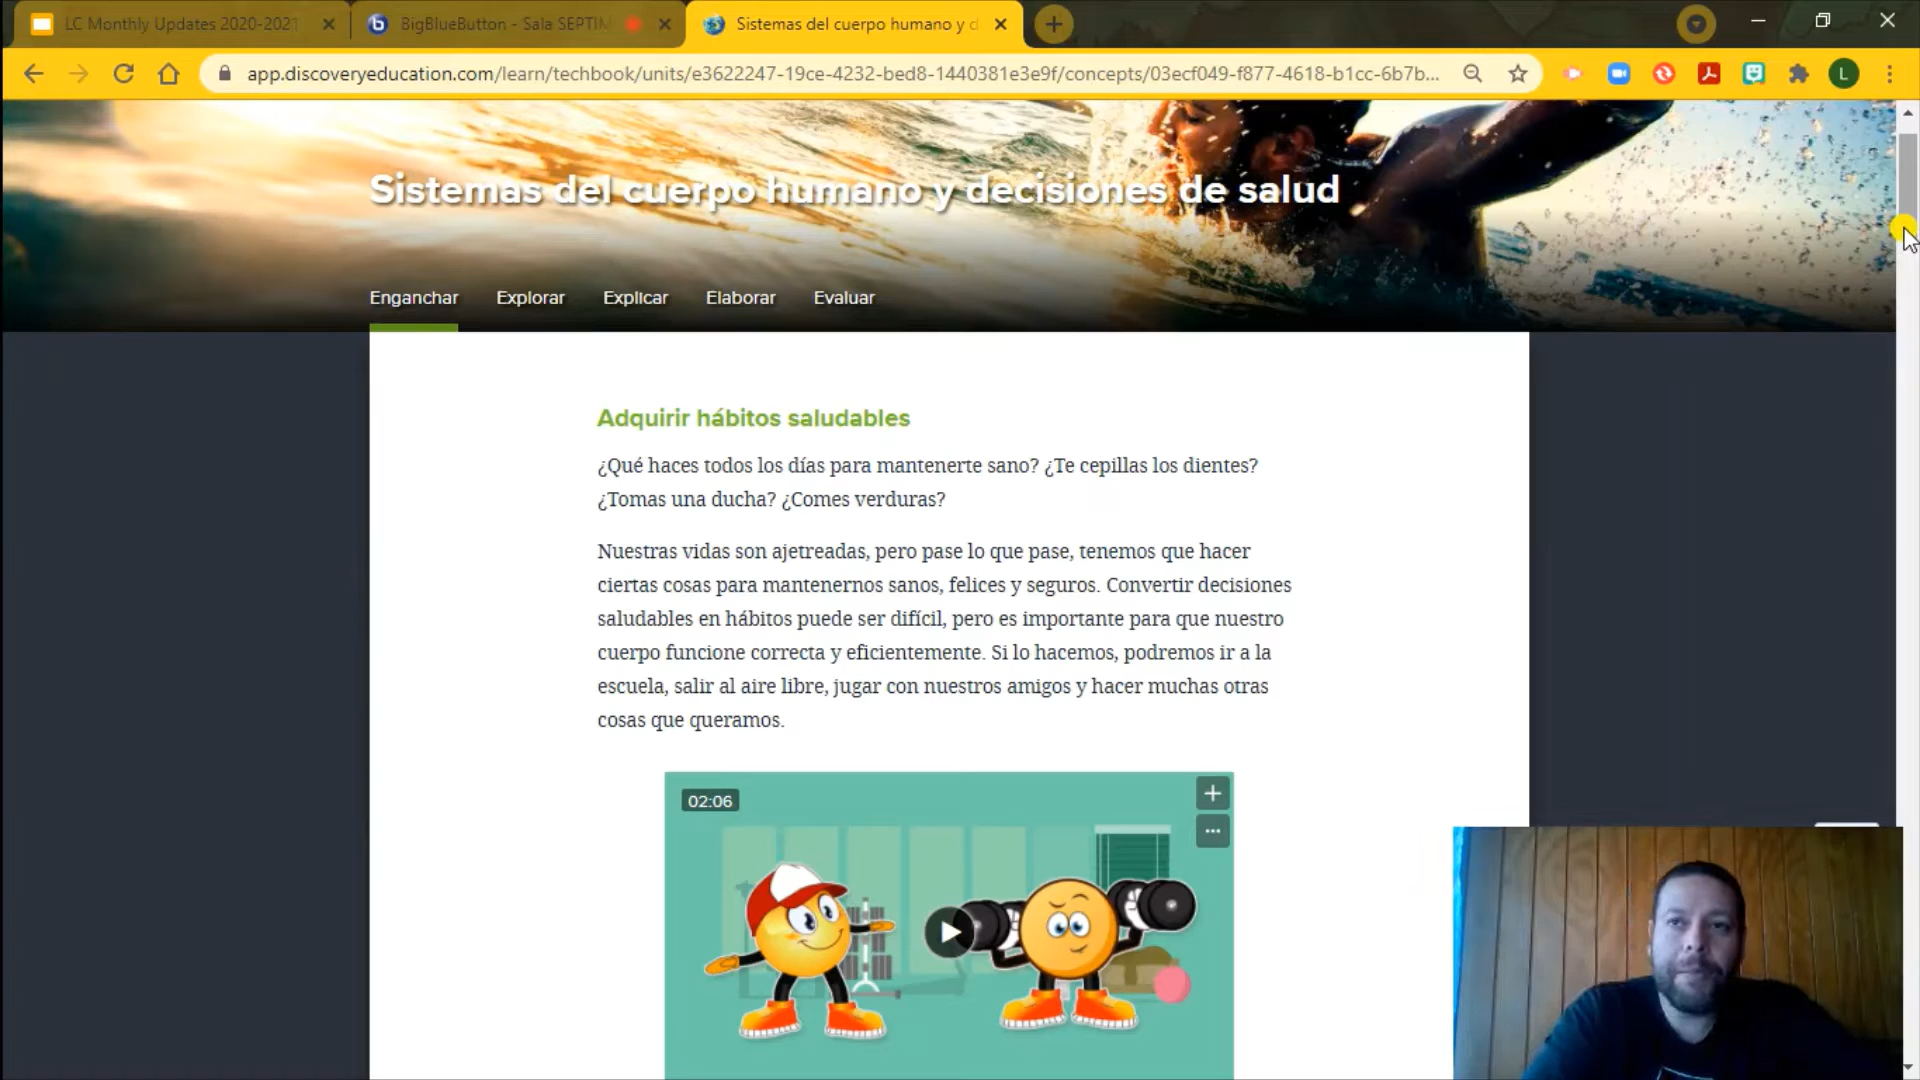 LC Monthly Updates 2020-2021
BigBlueButton - Sala SEPTIM
Sistemas del cuerpo humano y d
app.discoveryeducation.com/learn/techbook/units/e3622247-19ce-4232-bed8-1440381e3e9f/concepts/03ecf049-f877-4618-b1cc-6b7b...
L
Sistemas del cuerpo humano y decisiones de salud
Enganchar Explorar Explicar Elaborar Evaluar
Adquirir hábitos saludables
¿Qué haces todos los días para mantenerte sano? ¿Te cepillas los dientes?
¿Tomas una ducha? ¿Comes verduras?
Nuestras vidas son ajetreadas, pero pase lo que pase, tenemos que hacer
ciertas cosas para mantenernos sanos, felices y seguros. Convertir decisiones
saludables en hábitos puede ser difícil, pero es importante para que nuestro
cuerpo funcione correcta y eficientemente. Si lo hacemos, podremos ir a la
escuela, salir al aire libre, jugar con nuestros amigos y hacer muchas otras
cosas que queramos.
02:06